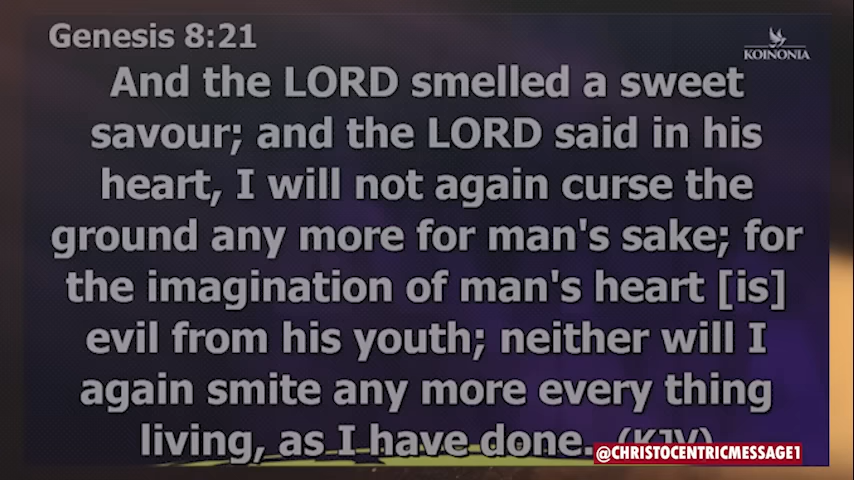 Genesis 8:21
KOINONIA
And the LORD smelled a sweet
savour; and the LORD said in his
heart, I will not again curse the
ground any more for man's sake; for
the imagination of man's heart [is]
evil from his youth; neither will I
again smite any more every thing
living, as I have done. (KJV)
@CHRISTOCENTRICMESSAGE1